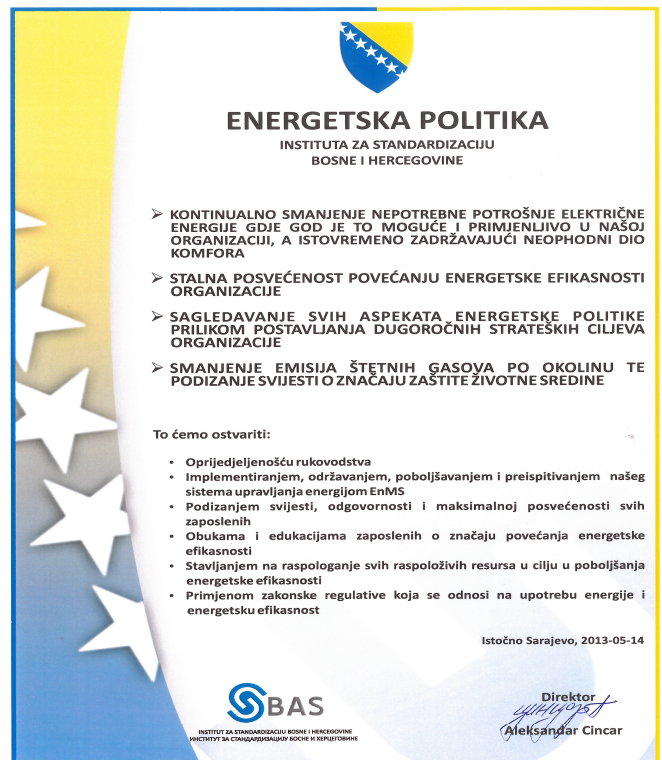 ENERGETSKA POLITIKA
INSTITUTA ZA STANDARDIZACIJU
BOSNE I HERCEGOVINE
➢ KONTINUALNO SMANJENJE NEPOTREBNE POTROŠNJE ELEKTRIČNE
ENERGIJE GDJE GOD JE TO MOGUĆE I PRIMJENLJIVO U NAŠOJ
ORGANIZACIJI, A ISTOVREMENO ZADRŽAVAJUĆI NEOPHODNI DIO
KOMFORA
➢ STALNA POSVEĆENOST POVEĆANJU ENERGETSKE EFIKASNOSTI
ORGANIZACIJE
➢ SAGLEDAVANJE SVIH ASPEKATA ENERGETSKE POLITIKE
PRILIKOM POSTAVLJANJA DUGOROČNIH STRATEŠKIH CILJEVA
ORGANIZACIJE
➢ SMANJENJE EMISIJA ŠTETNIH GASOVA PO OKOLINU TE
PODIZANJE SVIJESTI O ZNAČAJU ZAŠTITE ŽIVOTNE SREDINE
To ćemo ostvariti:
• Oprijedjeljenošću rukovodstva
• Implementiranjem, održavanjem, poboljšavanjem i preispitivanjem našeg
sistema upravljanja energijom EnMS
• Podizanjem svijesti, odgovornosti i maksimalnoj posvećenosti svih
zaposlenih
• Obukama i edukacijama zaposlenih o značaju povećanja energetske
efikasnosti
• Stavljanjem na raspologanje svih raspoloživih resursa u cilju u poboljšanja
energetske efikasnosti
• Primjenom zakonske regulative koja se odnosi na upotrebu energije i
energetsku efikasnost
Istočno Sarajevo, 2013-05-14
BAS
INSTITUT ZA STANDARDIZACIJU BOSNE I HERCEGOVINE
ИНСТИТУТ ЗА СТАНДАРДИЗАЦИЈУ БОСНЕ И ХЕРЦЕГОВИНЕ
Direktor
Aleksandar Cincar